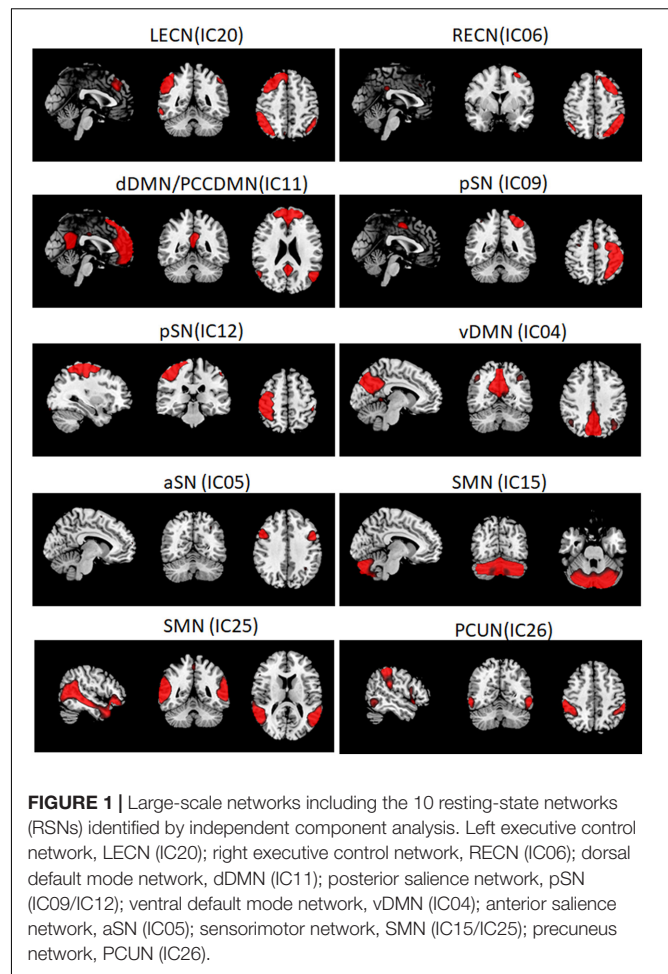 LECN(IC20) RECN(IC06)
dDMN/PCCDMN(IC11) pSN (IC09)
pSN(IC12) vDMN (IC04)
aSN (IC05) SMN (IC15)
SMN (IC25) PCUN(IC26)
FIGURE 1 | Large-scale networks including the 10 resting-state networks
(RSNs) identified by independent component analysis. Left executive control
network, LECN (IC20); right executive control network, RECN (IC06); dorsal
default mode network, dDMN (IC11); posterior salience network, pSN
(IC09/IC12); ventral default mode network, vDMN (IC04); anterior salience
network, aSN (IC05); sensorimotor network, SMN (IC15/IC25); precuneus
network, PCUN (IC26).